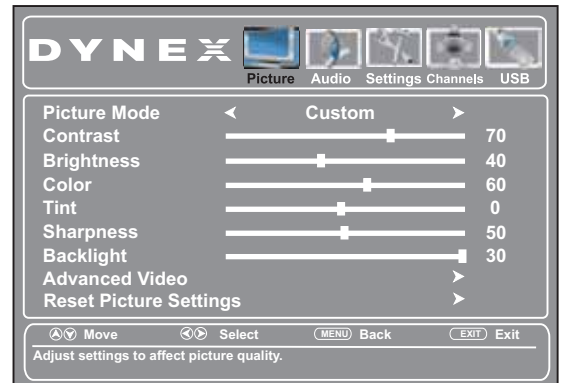 DYNEX
Picture Audio Settings Channels USB
Picture Mode Custom
Contrast 70
Brightness 40
Color 60
Tint 0
Sharpness 50
Backlight 30
Advanced Video
Reset Picture Settings
Move Select MENU Back EXIT Exit
Adjust settings to affect picture quality.